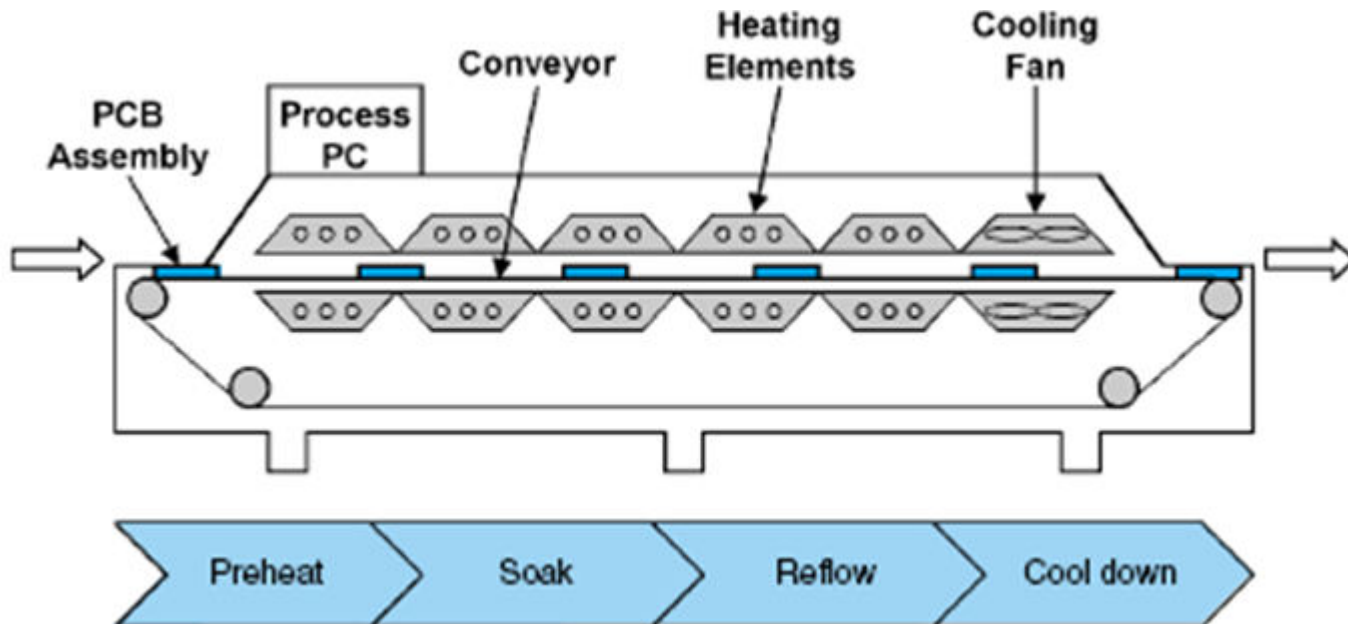 Heating
Elements
Cooling
Fan
Conveyor
PCB
Assembly
Process
PC
Preheat
Soak
Reflow
Cool down